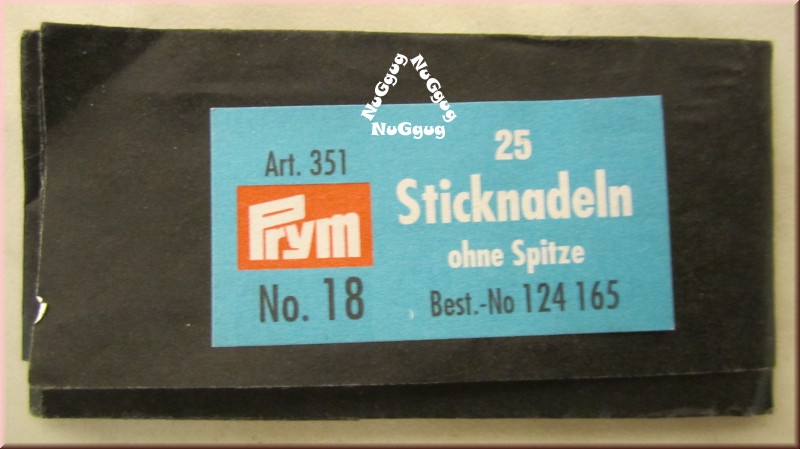 NuGgug
NuGgug
NuGgug
Art. 351
Prym
No. 18
25
Sticknadeln
ohne Spitze
Best.-No 124 165